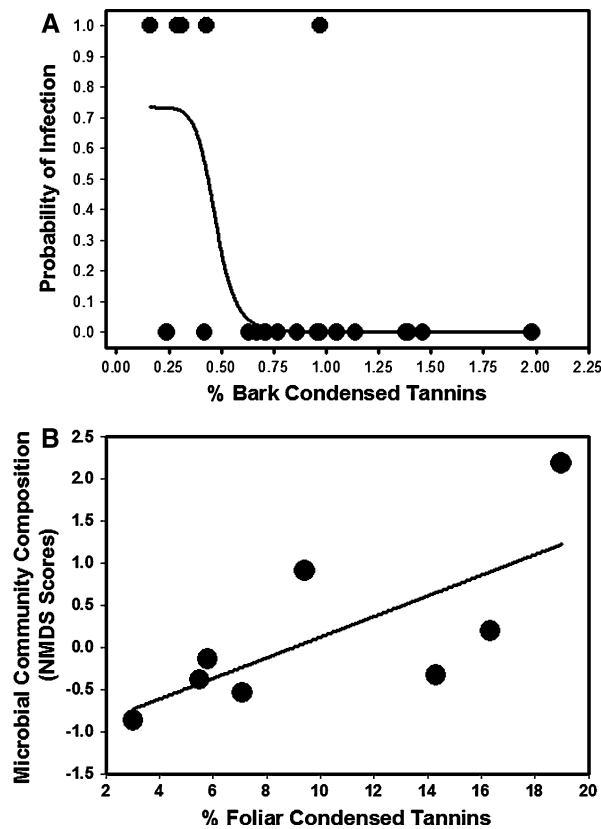 A
Probability of Infection
1.0
0.9
0.8
0.7
0.6
0.5
0.4
0.3
0.2
0.1
0.0
0.00 0.25 0.50 0.75 1.00 1.25 1.50 1.75 2.00 2.25
% Bark Condensed Tannins
B
Microbial Community Composition
(NMDS Scores)
2.5
2.0
1.5
1.0
0.5
0.0
-0.5
-1.0
-1.5
2 4 6 8 10 12 14 16 18 20
% Foliar Condensed Tannins